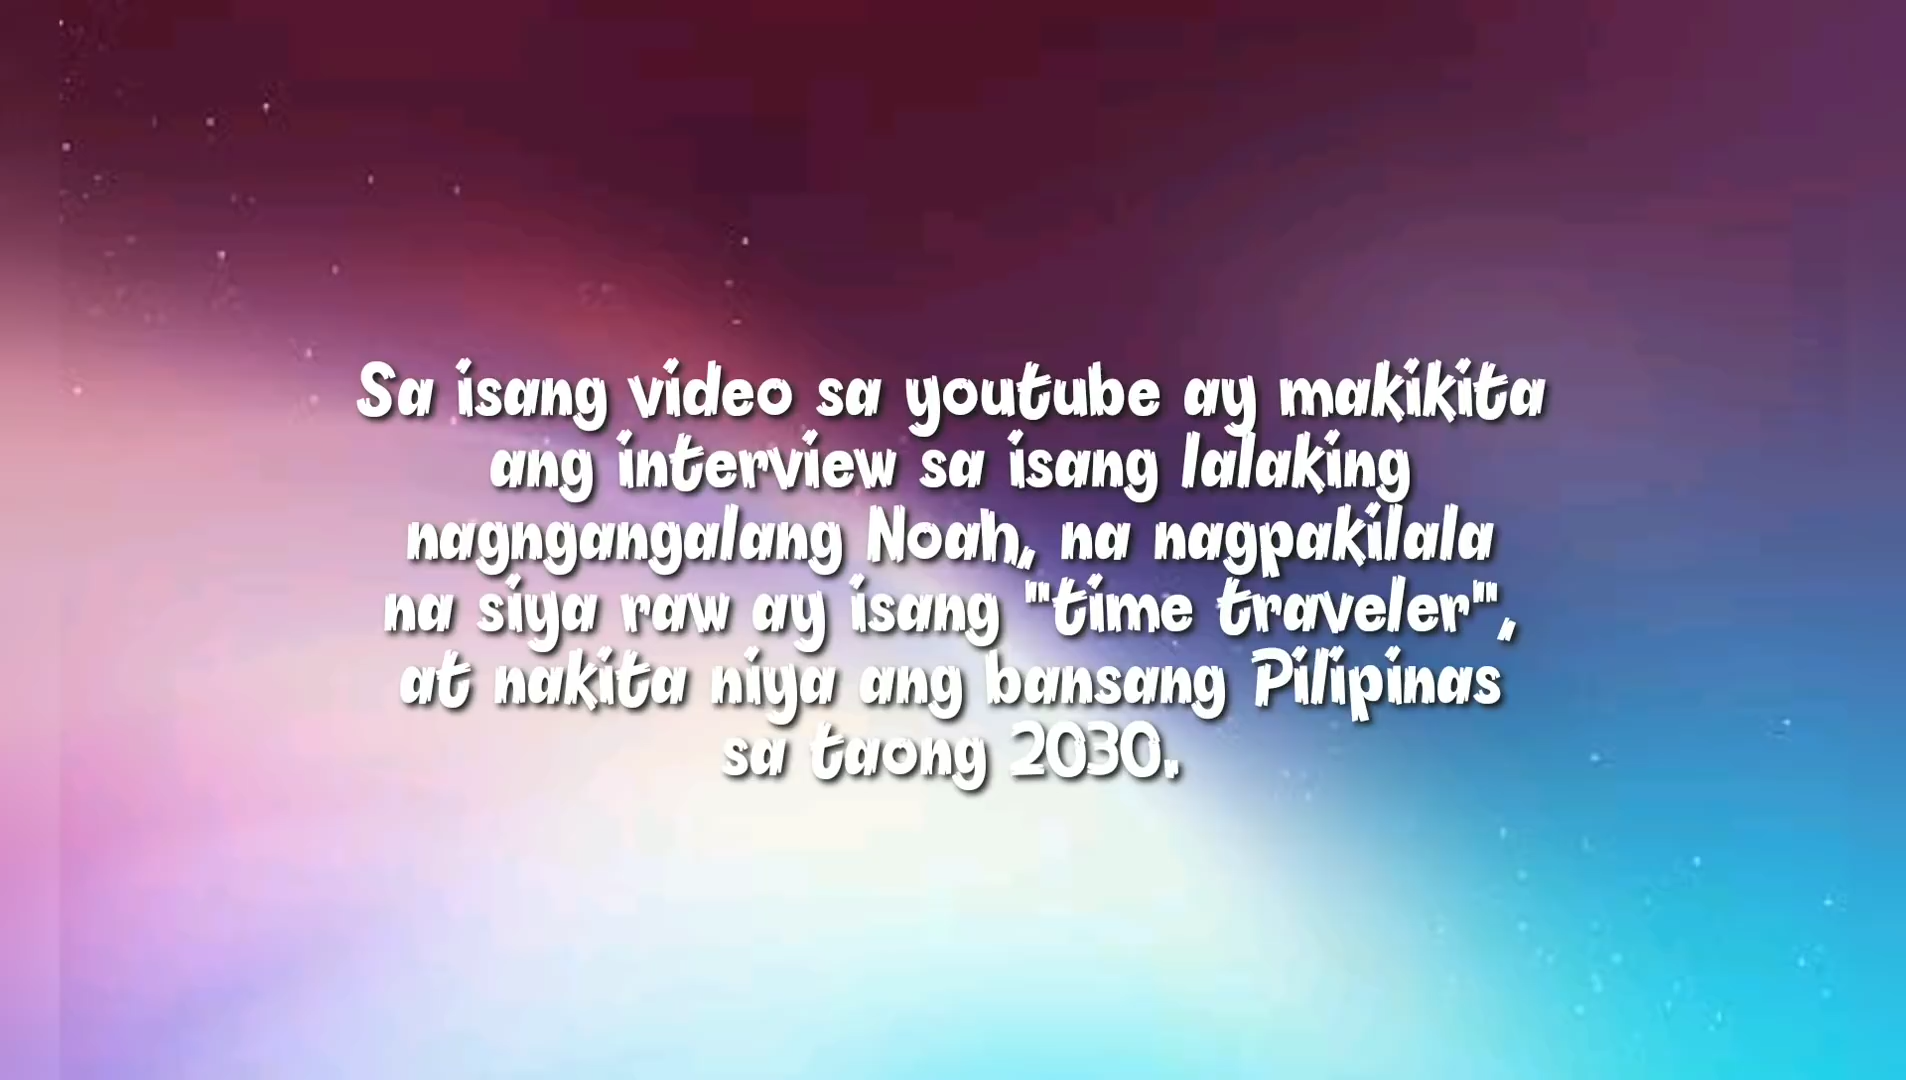 Sa isang video sa youtube ay makikita
ang interview sa isang lalaking
nagngangalang Noah, na nagpakilala
na siya raw ay isang "time traveler",
at nakita niya ang bansang Pilipinas
sa taong 2030.